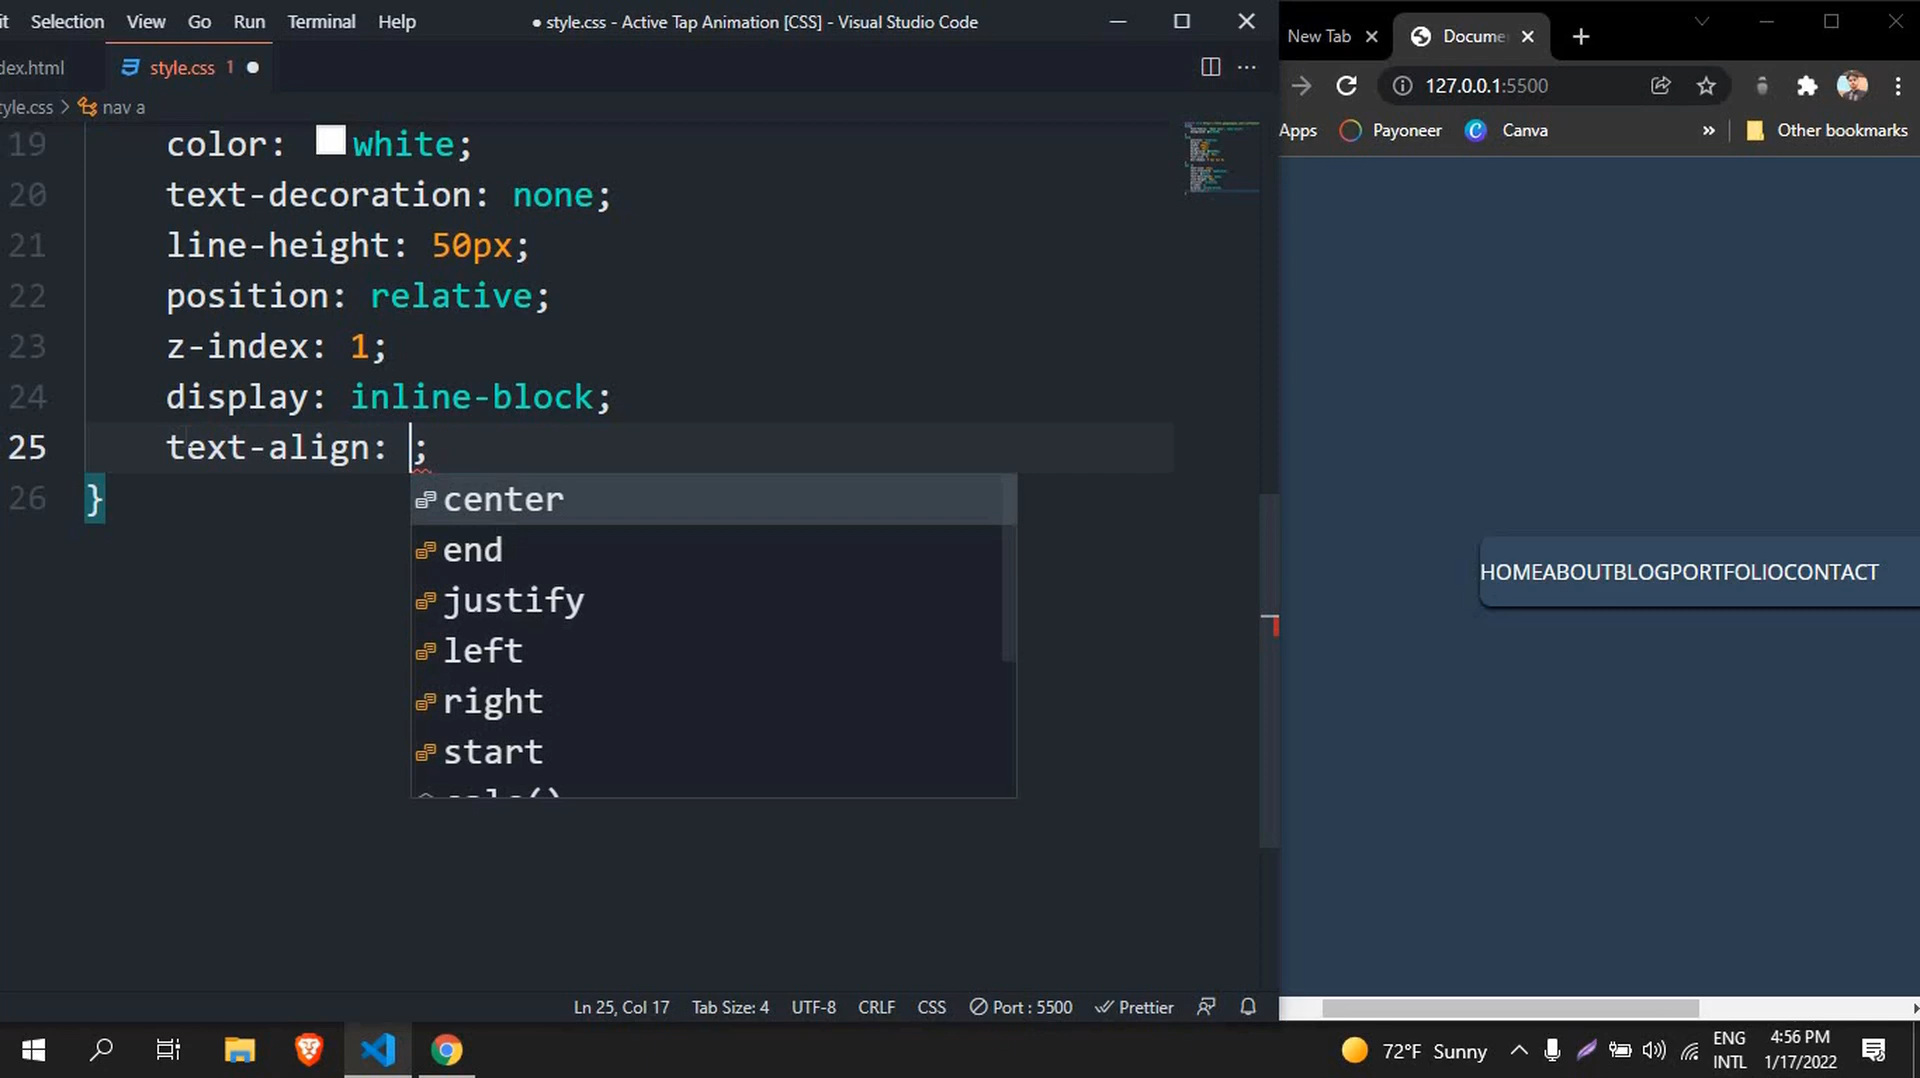 it Selection View Go Run Terminal Help ● style.css - Active Tap Animation [CSS] - Visual Studio Code
dex.html style.css 1 ●
tyle.css > nav a
19 color: white;
20 text-decoration: none;
21 line-height: 50px;
22 position: relative;
23 z-index: 1;
24 display: inline-block;
25 text-align: ;
26 }
center
end
justify
left
right
start
calc()
Ln 25, Col 17 Tab Size: 4 UTF-8 CRLF CSS Port : 5500 Prettier
New Tab Docume
127.0.0.1:5500
Apps Payoneer Canva » Other bookmarks
HOMEABOUTBLOGPORTFOLIOCONTACT
72°F Sunny ENG INTL 4:56 PM 1/17/2022